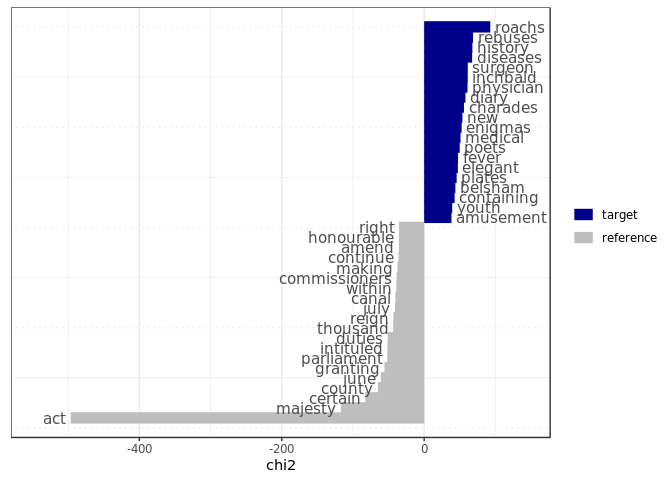 roachs
rebuses
history
diseases
surgeon
inchbald
physician
diary
charades
new
enigmas
medical
poets
fever
elegant
plates
belsham
containing
youth
amusement
right
honourable
amend
continue
making
commissioners
within
canal
july
reign
thousand
duties
intituled
parliament
granting
june
county
certain
majesty
act
target
reference
-400 -200 0
chi2